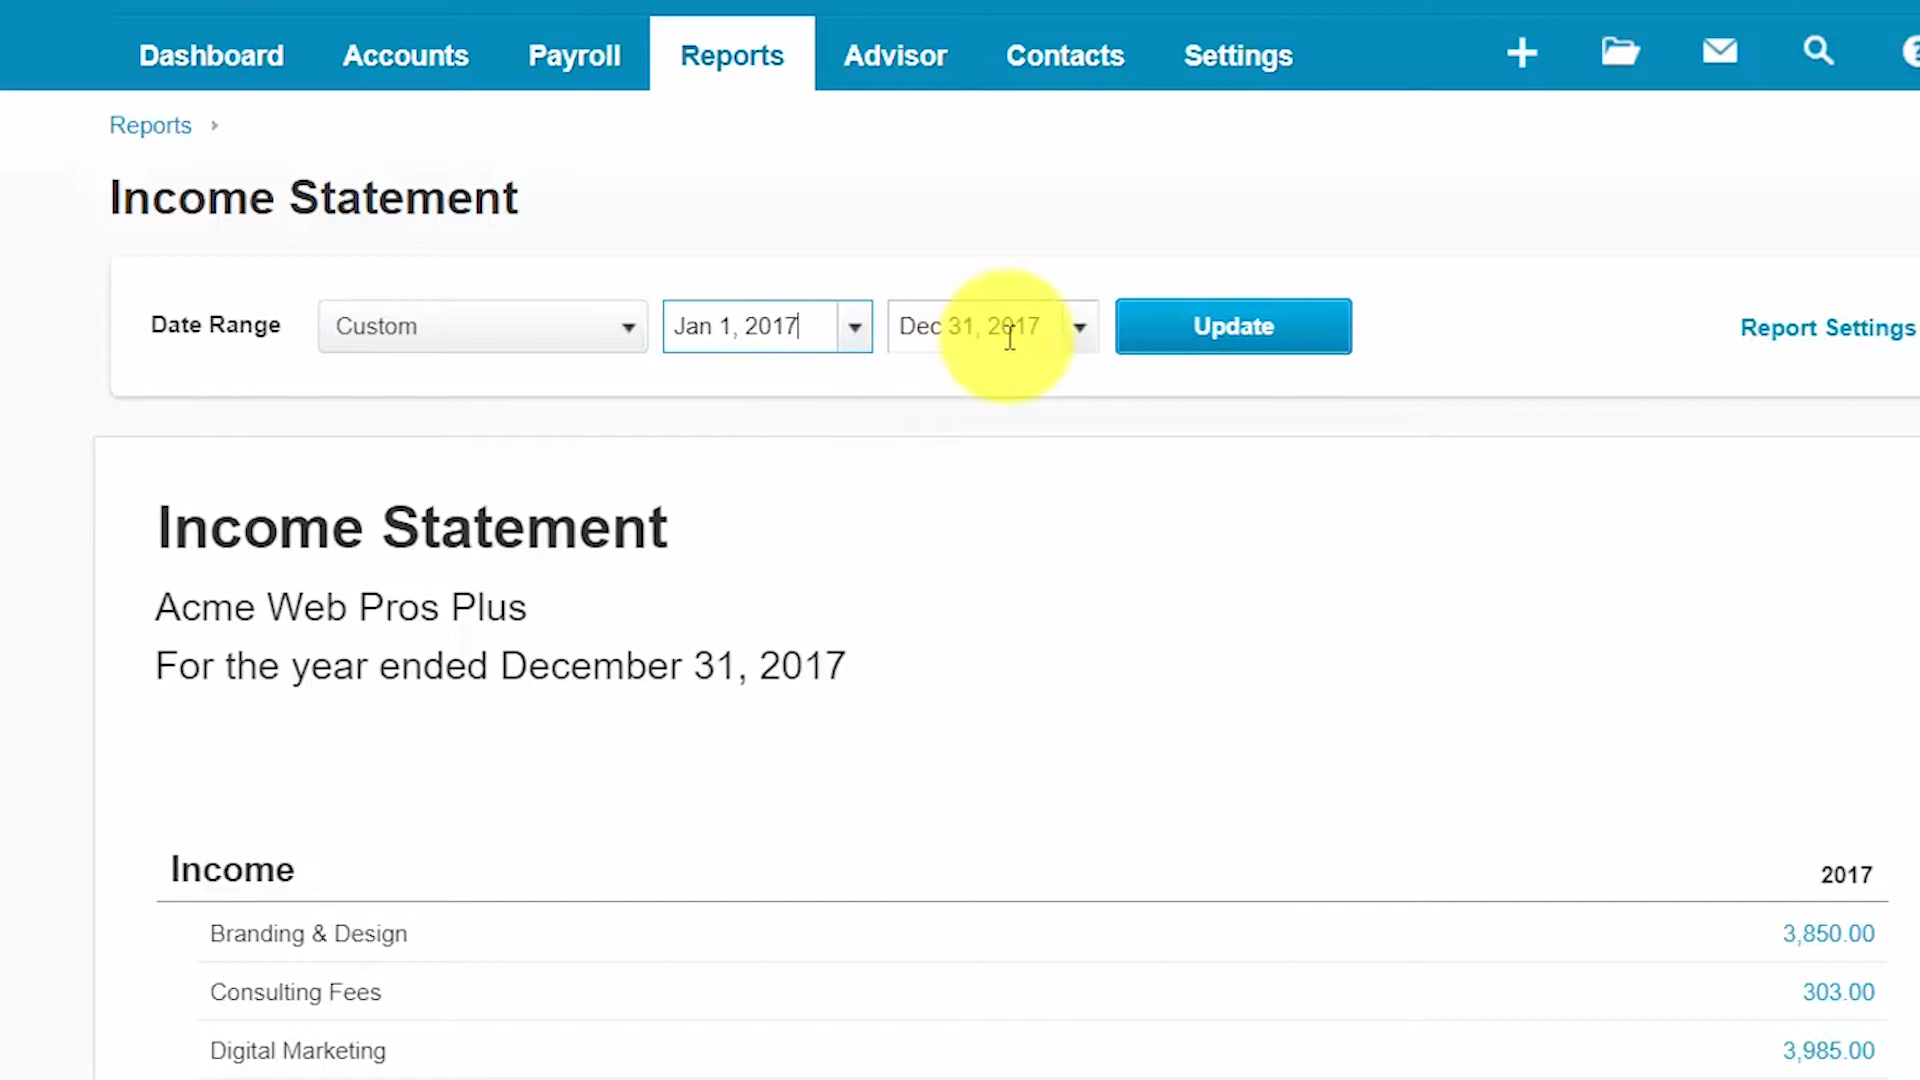 Dashboard Accounts Payroll Reports Advisor Contacts Settings
Reports
Income Statement
Date Range Custom Jan 1, 2017 Dec 31, 2017 Update Report Settings
Income Statement
Acme Web Pros Plus
For the year ended December 31, 2017
Income 2017
Branding & Design 3,850.00
Consulting Fees 303.00
Digital Marketing 3,985.00